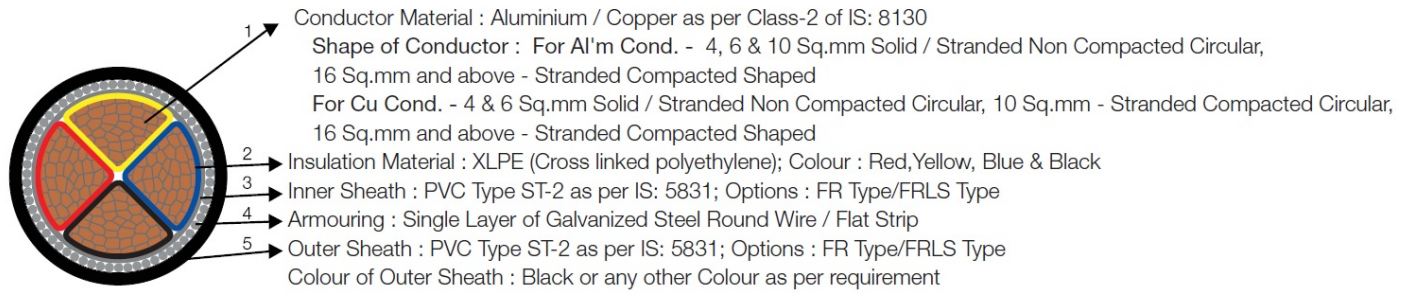 1 Conductor Material : Aluminium / Copper as per Class-2 of IS: 8130
Shape of Conductor : For Al'm Cond. - 4, 6 & 10 Sq.mm Solid / Stranded Non Compacted Circular,
16 Sq.mm and above - Stranded Compacted Shaped
For Cu Cond. - 4 & 6 Sq.mm Solid / Stranded Non Compacted Circular, 10 Sq.mm - Stranded Compacted Circular,
16 Sq.mm and above - Stranded Compacted Shaped
2 Insulation Material : XLPE (Cross linked polyethylene); Colour : Red,Yellow, Blue & Black
3 Inner Sheath : PVC Type ST-2 as per IS: 5831; Options : FR Type/FRLS Type
4 Armouring : Single Layer of Galvanized Steel Round Wire / Flat Strip
5 Outer Sheath : PVC Type ST-2 as per IS: 5831; Options : FR Type/FRLS Type
Colour of Outer Sheath : Black or any other Colour as per requirement